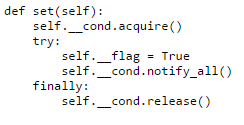 def set(self):
    self.__cond.acquire()
    try:
        self.__flag = True
        self.__cond.notify_all()
    finally:
        self.__cond.release()